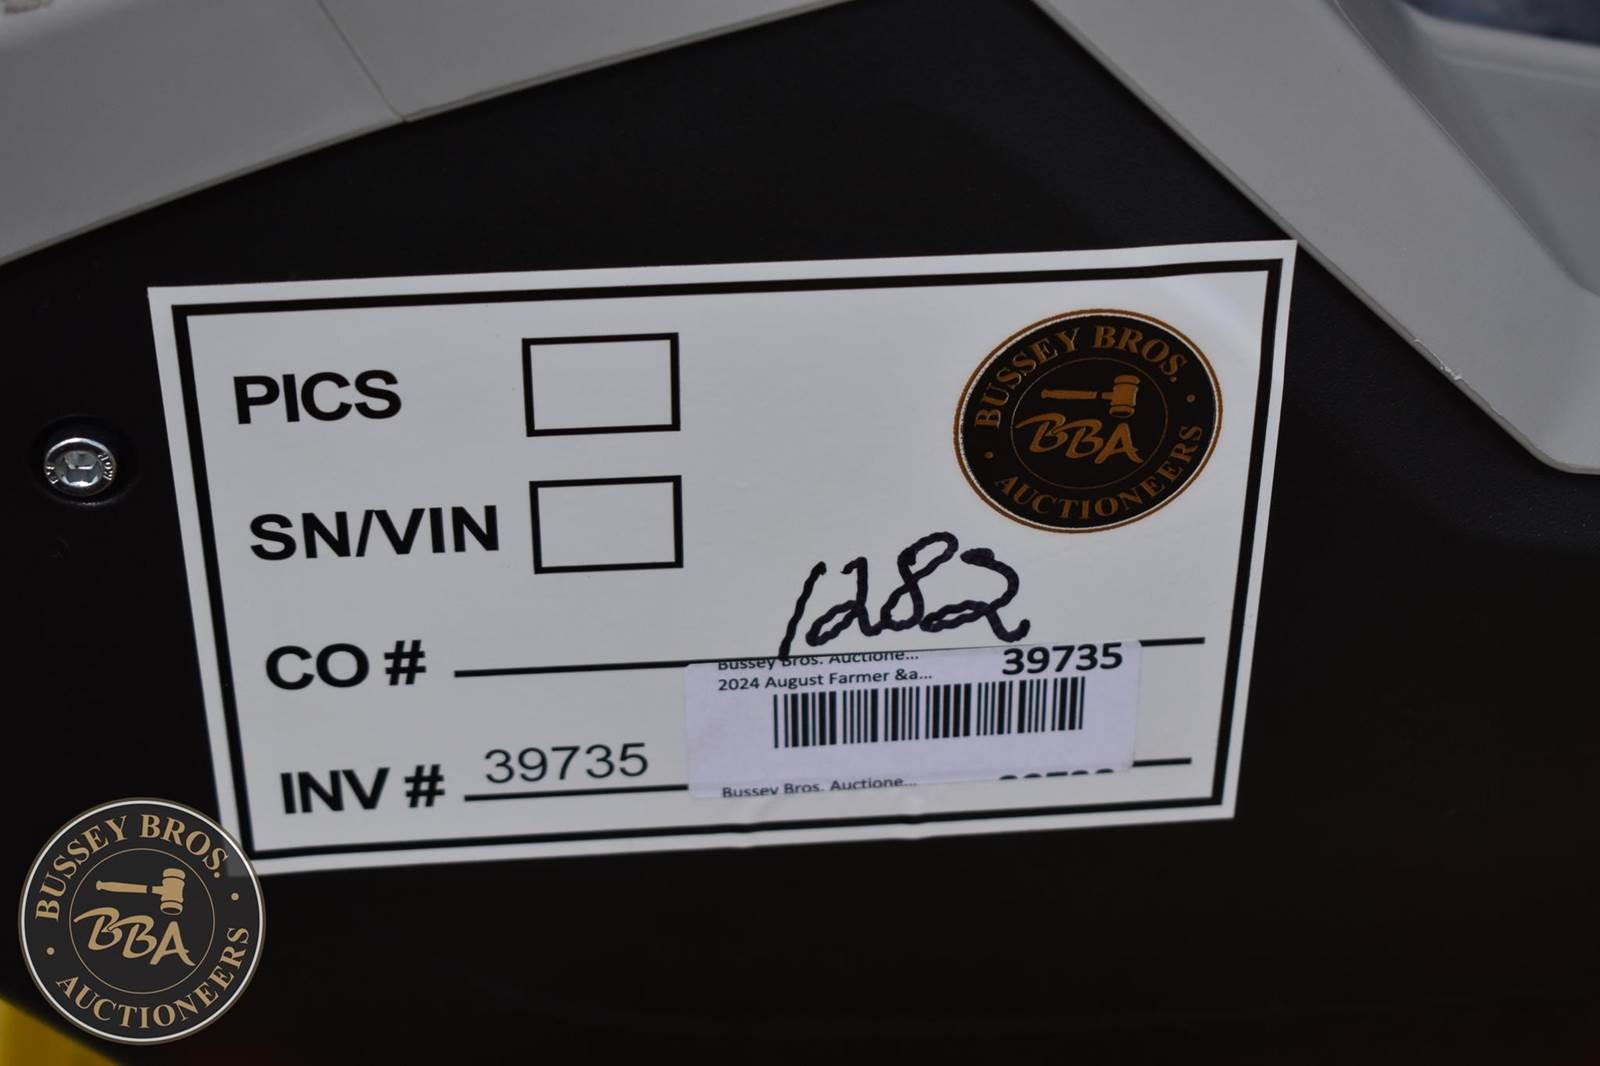 PICS
BUSSEY BROS.
BBA
AUCTIONEERS
SN/VIN
1282
CO #
Bussey Bros. Auctione...
39735
2024 August Farmer &a...
INV # 39735
Bussey Bros. Auctione...
BUSSEY BROS.
BBA
AUCTIONEERS